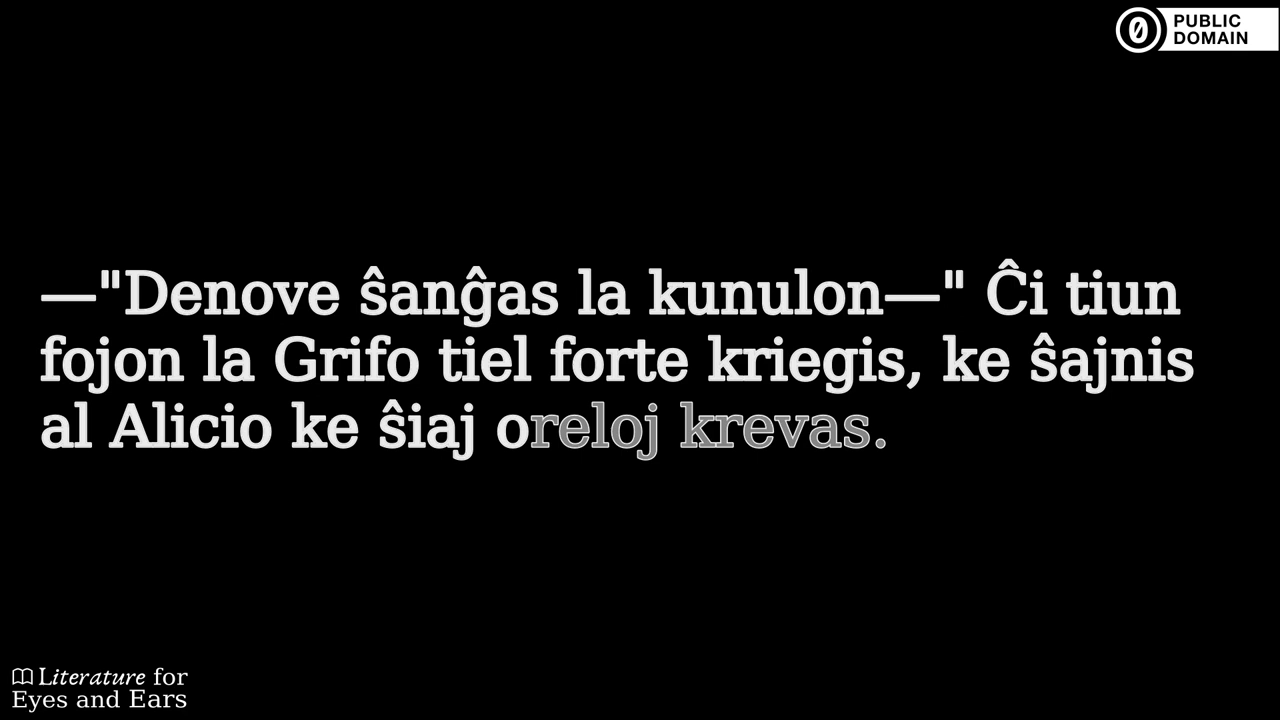 PUBLIC
DOMAIN
—"Denove ŝanĝas la kunulon—" Ĉi tiun
fojon la Grifo tiel forte kriegis, ke ŝajnis
al Alicio ke ŝiaj oreloj krevas.
Literature for
Eyes and Ears